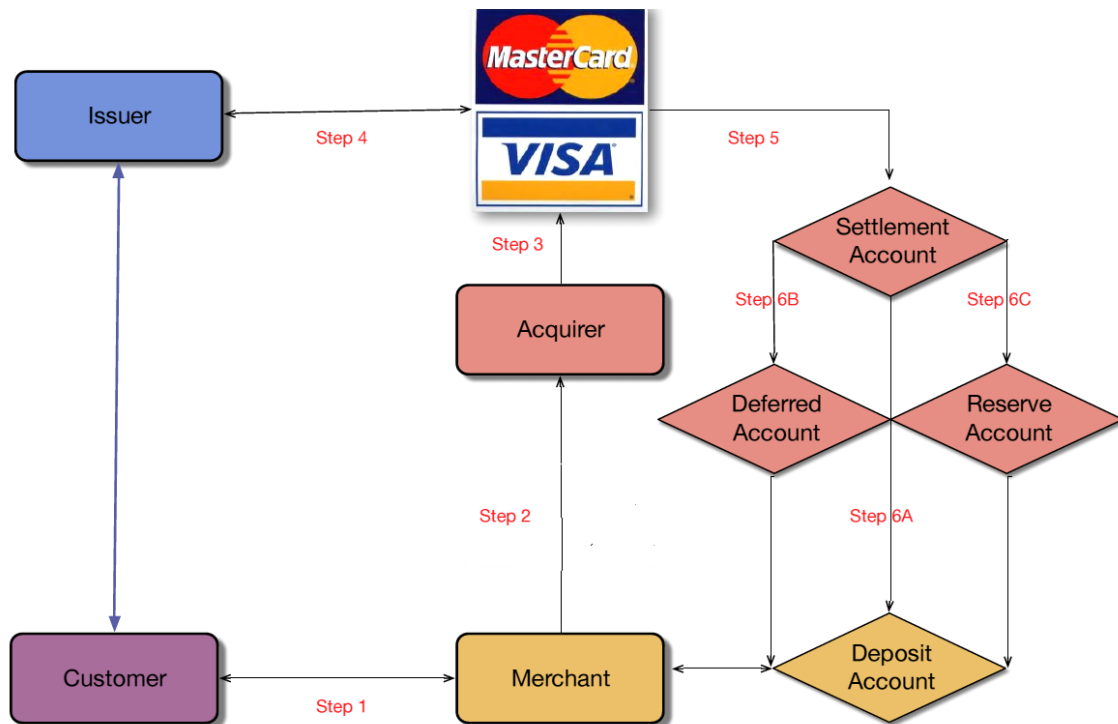 MasterCard
Issuer
Step 4
VISA
Step 5
Settlement
Account
Step 3
Step 6B
Step 6C
Acquirer
Deferred
Account
Reserve
Account
Step 2
Step 6A
Customer
Step 1
Merchant
Deposit
Account